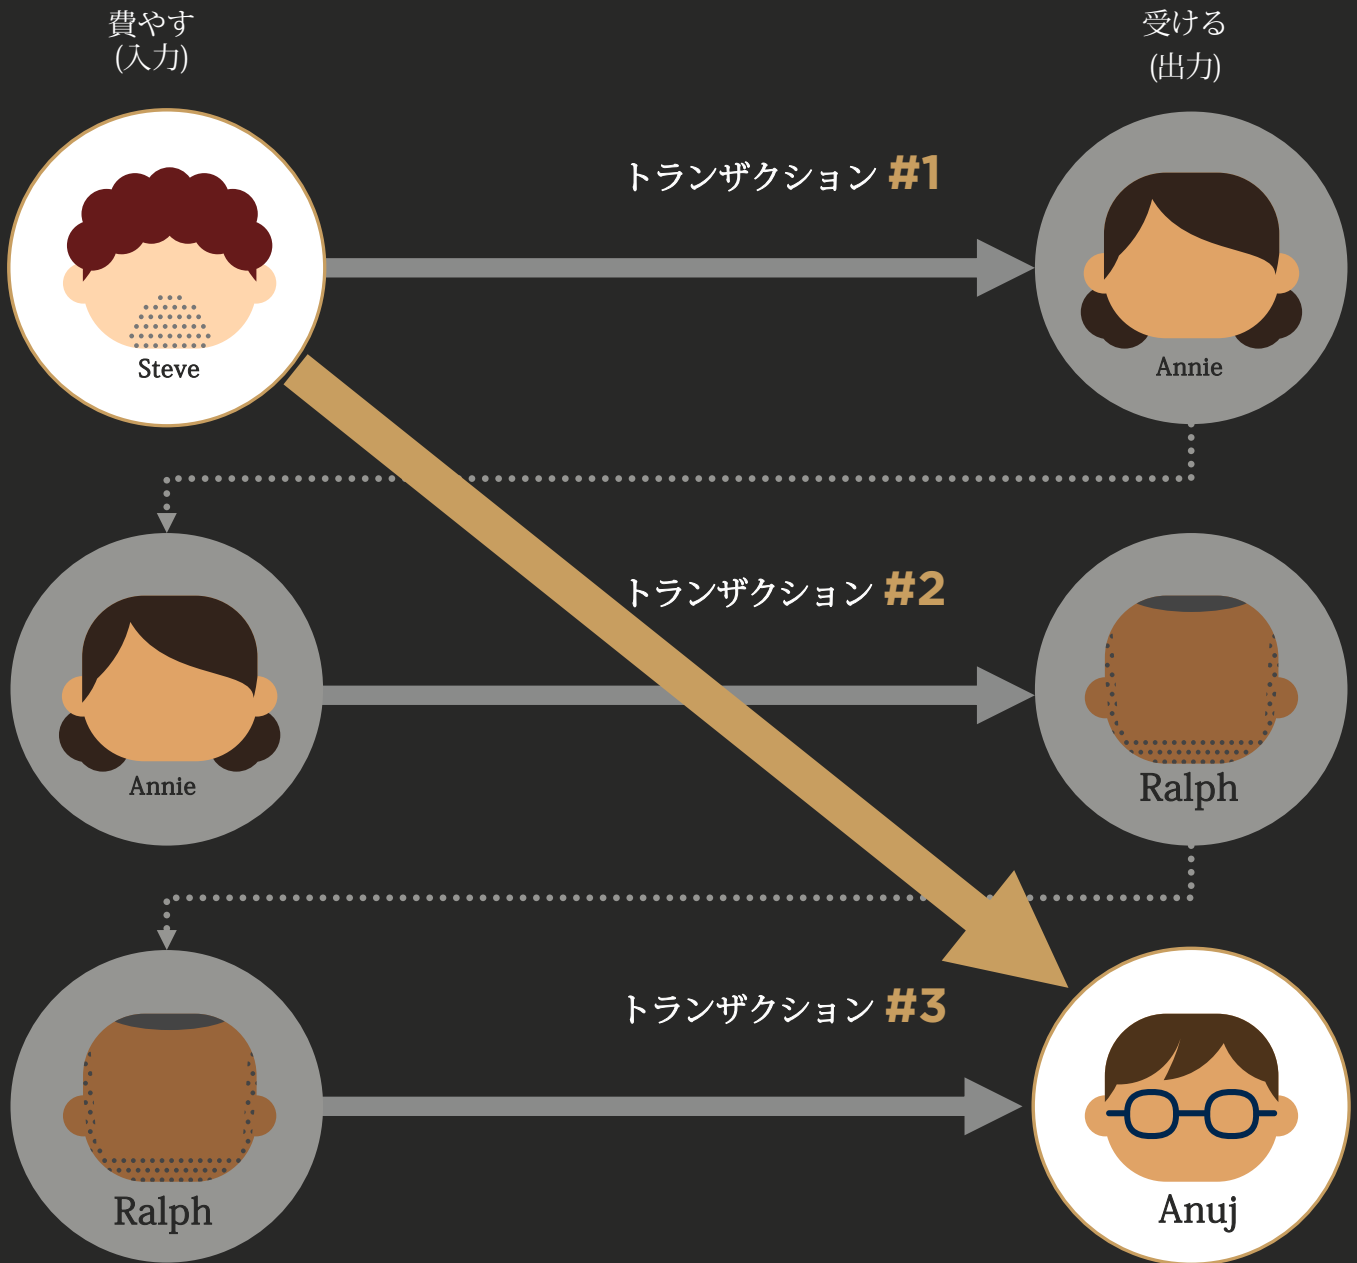 費やす
(入力)
受ける
(出力)
トランザクション #1
Steve
Annie
トランザクション #2
Annie
Ralph
トランザクション #3
Ralph
Anuj